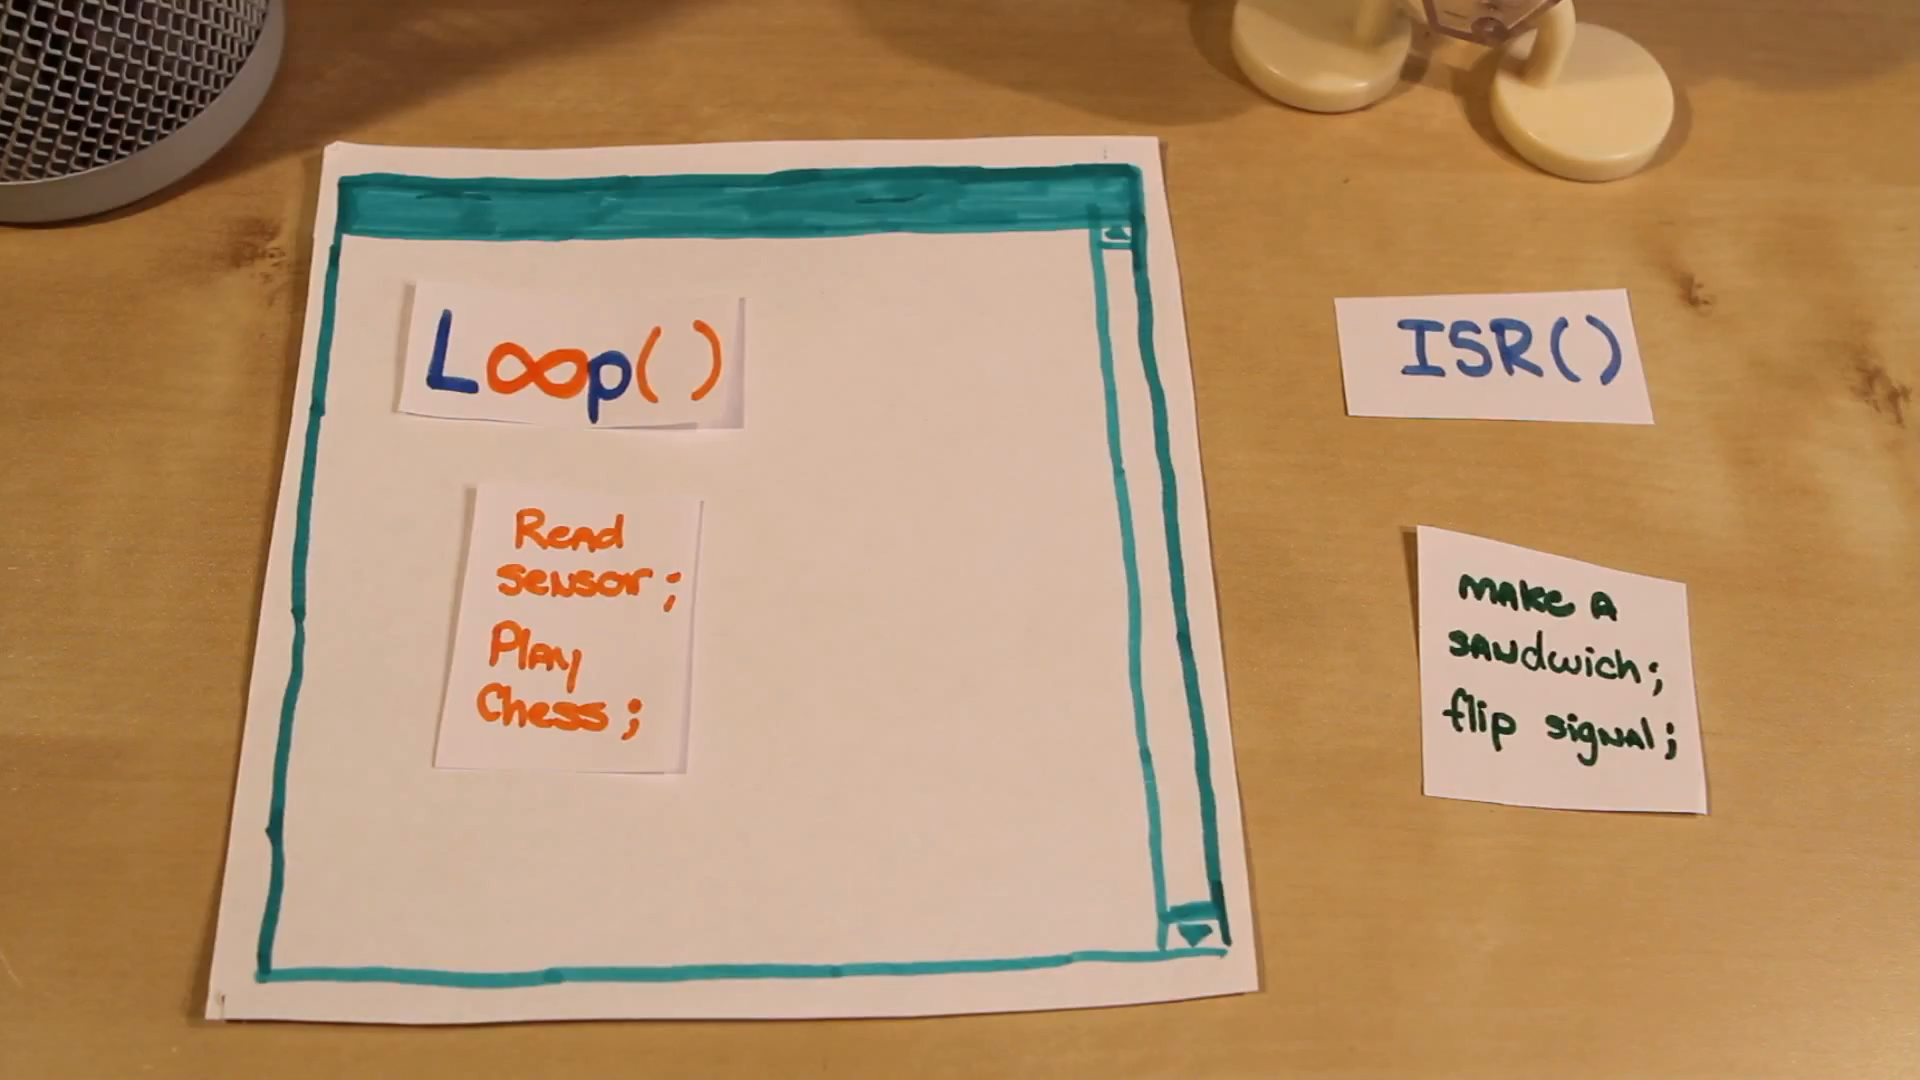 Loop()
Read
sensor;
Play
Chess;
ISR()
make a
sandwich;
flip signal;